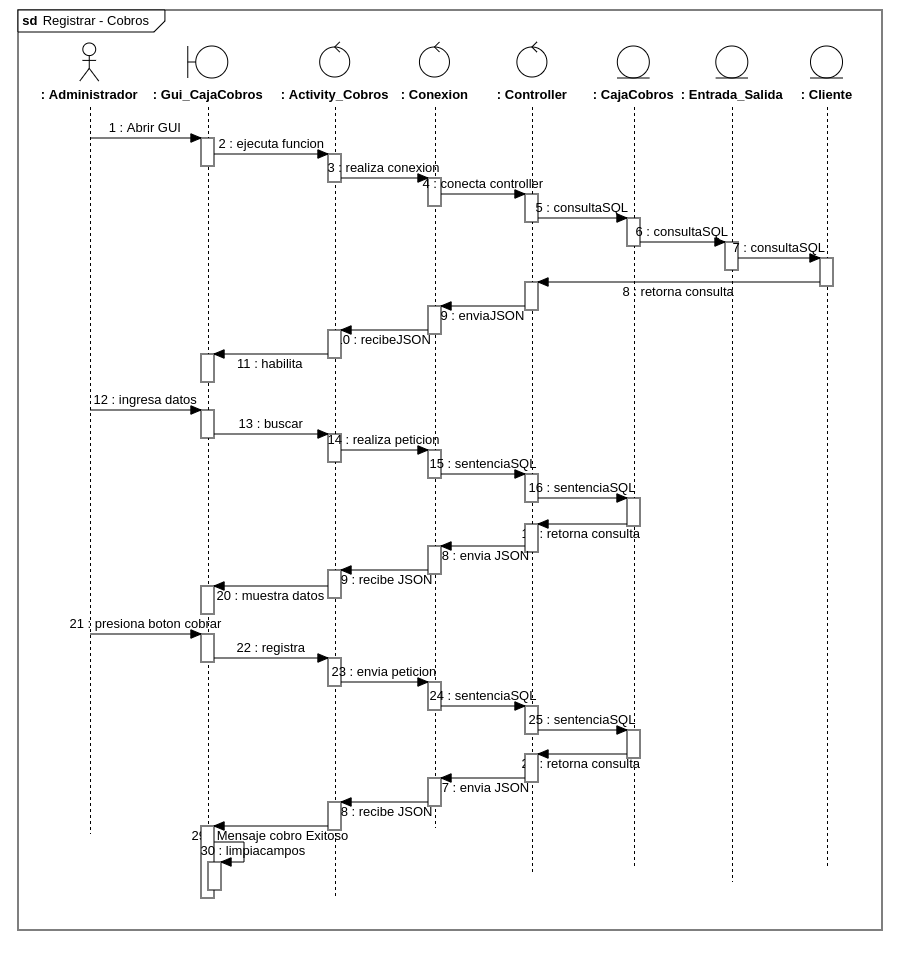 sd Registrar - Cobros
: Administrador : Gui_CajaCobros : Activity_Cobros : Conexion : Controller : CajaCobros : Entrada_Salida : Cliente
1 : Abrir GUI
2 : ejecuta funcion
3 : realiza conexion
4 : conecta controller
5 : consultaSQL
6 : consultaSQL
7 : consultaSQL
8 : retorna consulta
9 : enviaJSON
0 : recibeJSON
11 : habilita
12 : ingresa datos
13 : buscar
14 : realiza peticion
15 : sentenciaSQL
16 : sentenciaSQL
: retorna consulta
8 : envia JSON
9 : recibe JSON
20 : muestra datos
21 : presiona boton cobrar
22 : registra
23 : envia peticion
24 : sentenciaSQL
25 : sentenciaSQL
: retorna consulta
7 : envia JSON
8 : recibe JSON
29 Mensaje cobro Exitoso
30 : limpiacampos